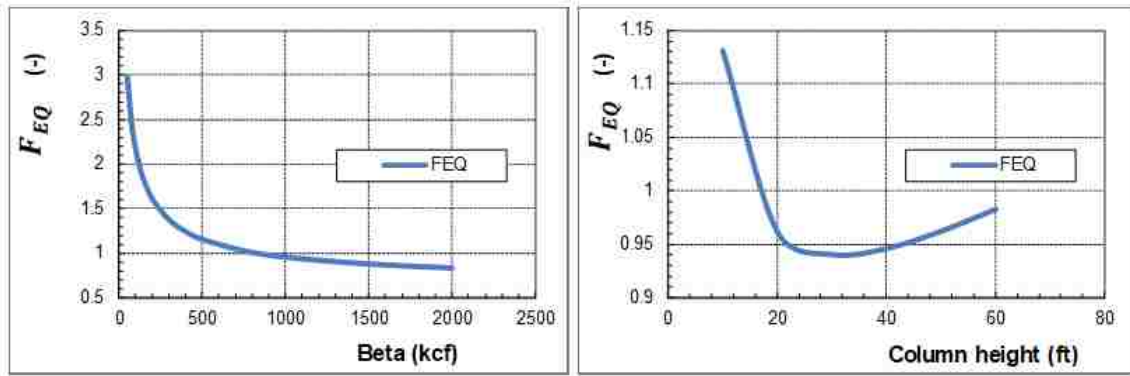 3.5
3
2.5
2
1.5
1
0.5
F_EQ (-)
FEQ
0 500 1000 1500 2000 2500
Beta (kcf)
1.15
1.1
1.05
1
0.95
0.9
F_EQ (-)
FEQ
0 20 40 60 80
Column height (ft)